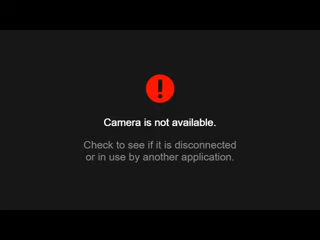 Camera is not available.
Check to see if it is disconnected
or in use by another application.